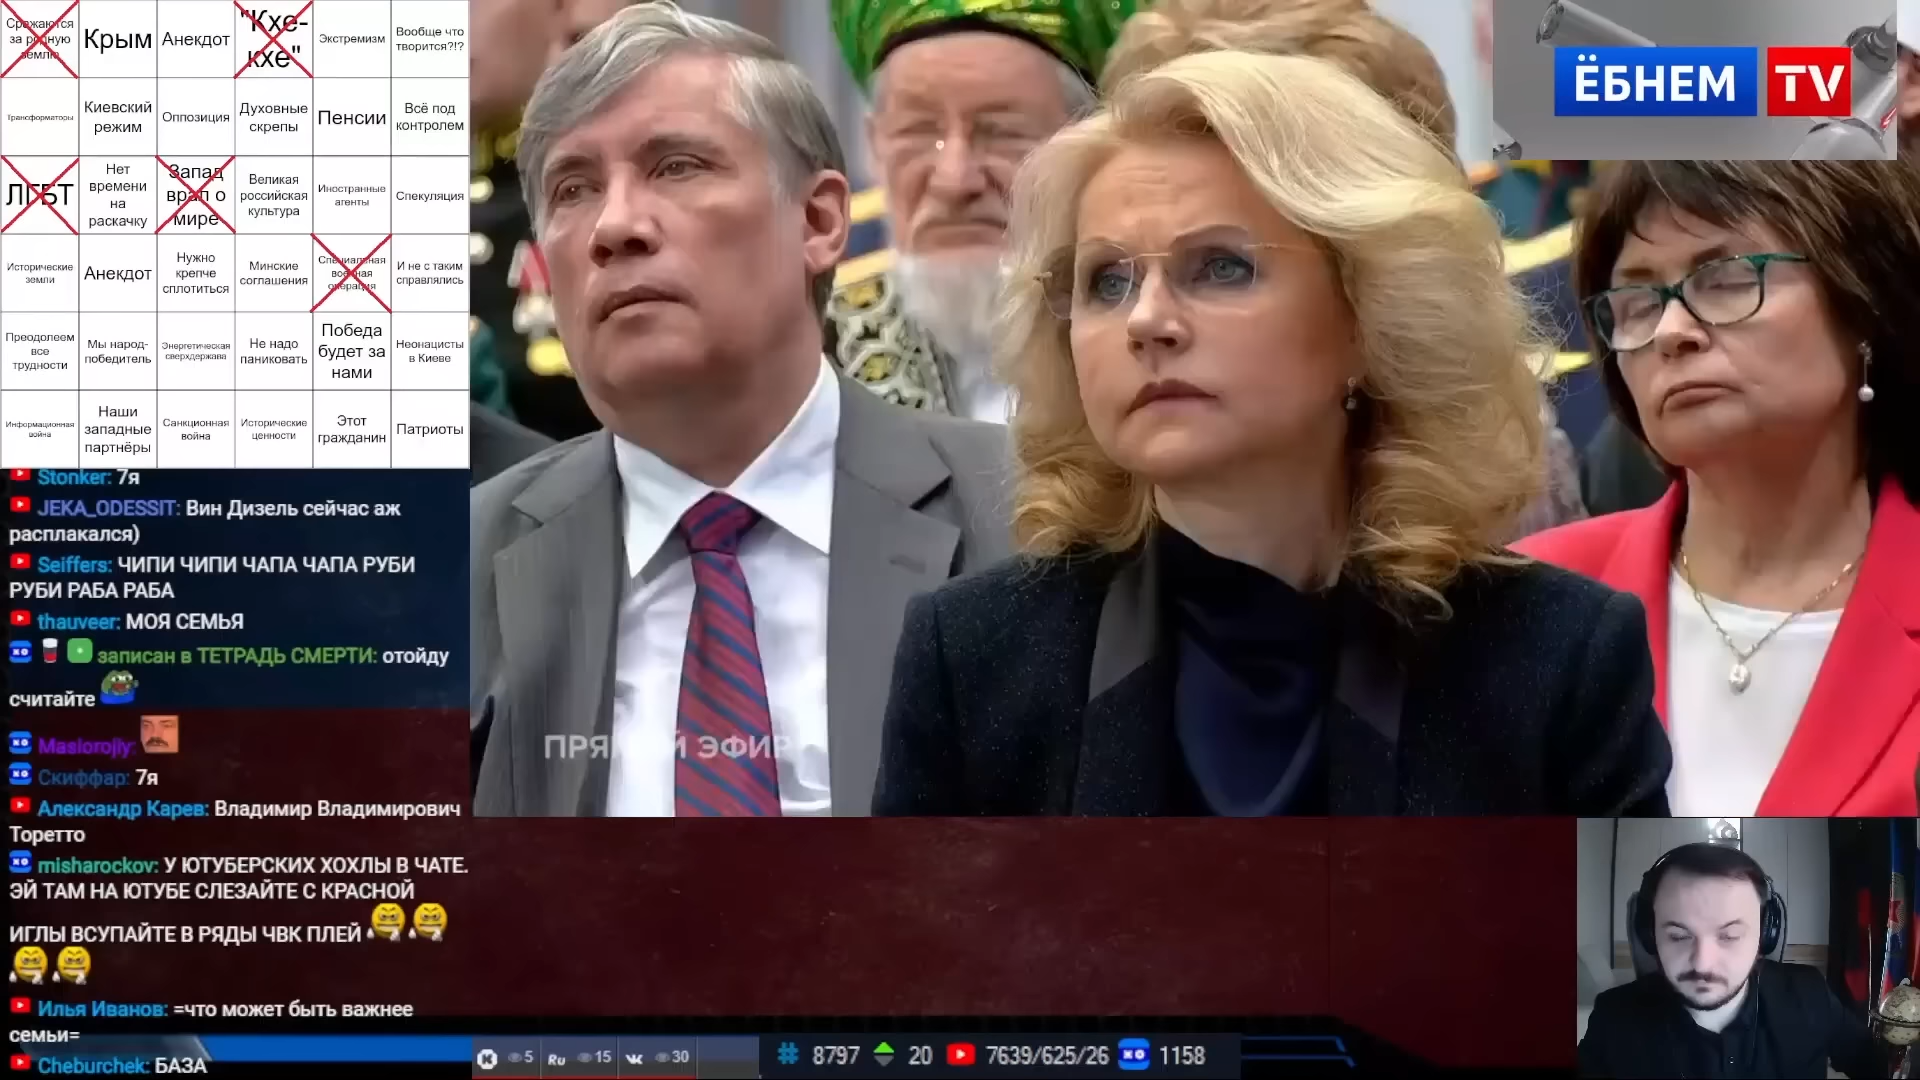 Сражаются
за родную
землю
Крым
Анекдот
"Кхе-
кхе"
Экстремизм
Вообще что
творится?!?
Трансформаторы
Киевский
режим
Оппозиция
Духовные
скрепы
Пенсии
Всё под
контролем
ЛГБТ
Нет
времени
на
раскачку
Запад
врал о
мире
Великая
российская
культура
Иностранные
агенты
Спекуляция
Исторические
земли
Анекдот
Нужно
крепче
сплотиться
Минские
соглашения
Специальная
военная
операция
И не с таким
справлялись
Преодолеем
все
трудности
Мы народ-
победитель
Энергетическая
сверхдержава
Не надо
паниковать
Победа
будет за
нами
Неонацисты
в Киеве
Информационная
война
Наши
западные
партнёры
Санкционная
война
Исторические
ценности
Этот
гражданин
Патриоты
ЁБНЕМ TV
Stonker: 7я
JEKA_ODESSIT: Вин Дизель сейчас аж
расплакался)
Seiffers: ЧИПИ ЧИПИ ЧАПА ЧАПА РУБИ
РУБИ РАБА РАБА
thauveer: МОЯ СЕМЬЯ
записан в ТЕТРАДЬ СМЕРТИ: отойду
считайте
Скиффар: 7я
Александр Карев: Владимир Владимирович
Торетто
misharockov: У ЮТУБЕРСКИХ ХОХЛЫ В ЧАТЕ.
ЭЙ ТАМ НА ЮТУБЕ СЛЕЗАЙТЕ С КРАСНОЙ
ИГЛЫ ВСУПАЙТЕ В РЯДЫ ЧВК ПЛЕЙ
Илья Иванов: =что может быть важнее
семьи=
Cheburchek: БАЗА
ПРЯМОЙ ЭФИР
5 Ru 15 30 # 8797 20 7639/625/26 1158